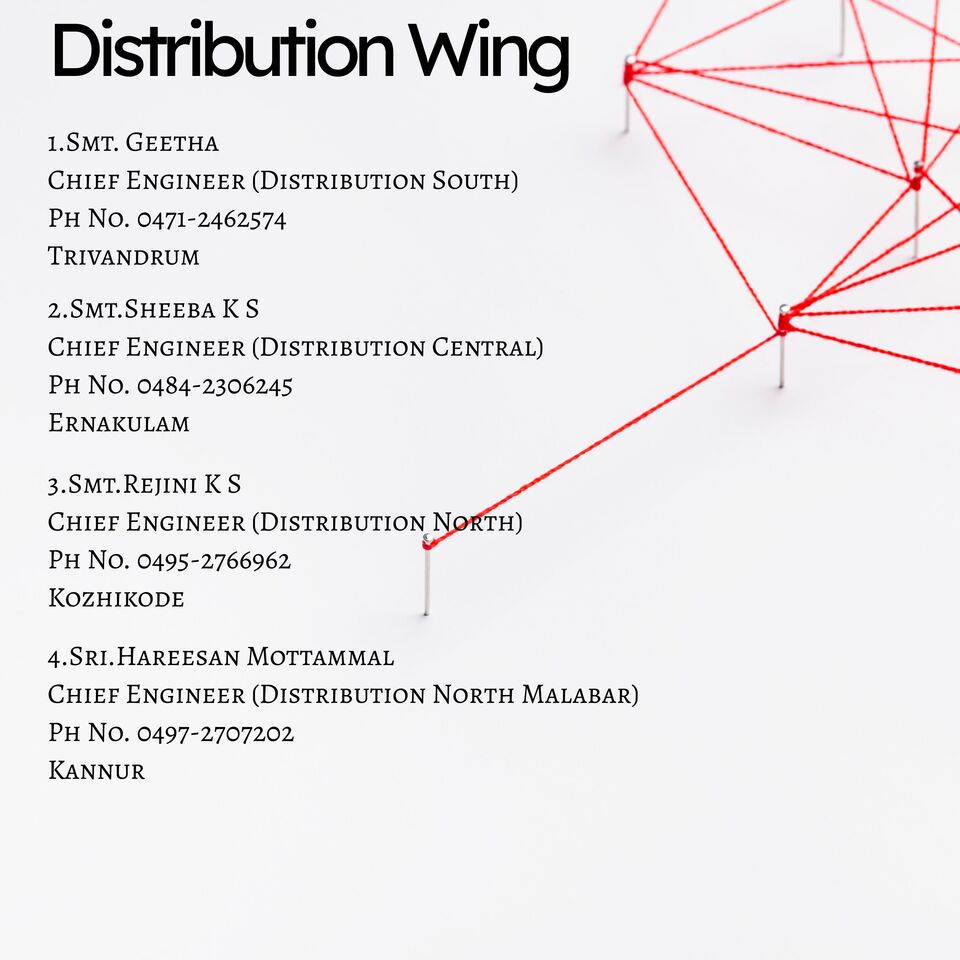 Distribution Wing
1.Smt. Geetha
Chief Engineer (Distribution South)
Ph No. 0471-2462574
Trivandrum
2.Smt.Sheeba K S
Chief Engineer (Distribution Central)
Ph No. 0484-2306245
Ernakulam
3.Smt.Rejini K S
Chief Engineer (Distribution North)
Ph No. 0495-2766962
Kozhikode
4.Sri.Hareesan Mottammal
Chief Engineer (Distribution North Malabar)
Ph No. 0497-2707202
Kannur